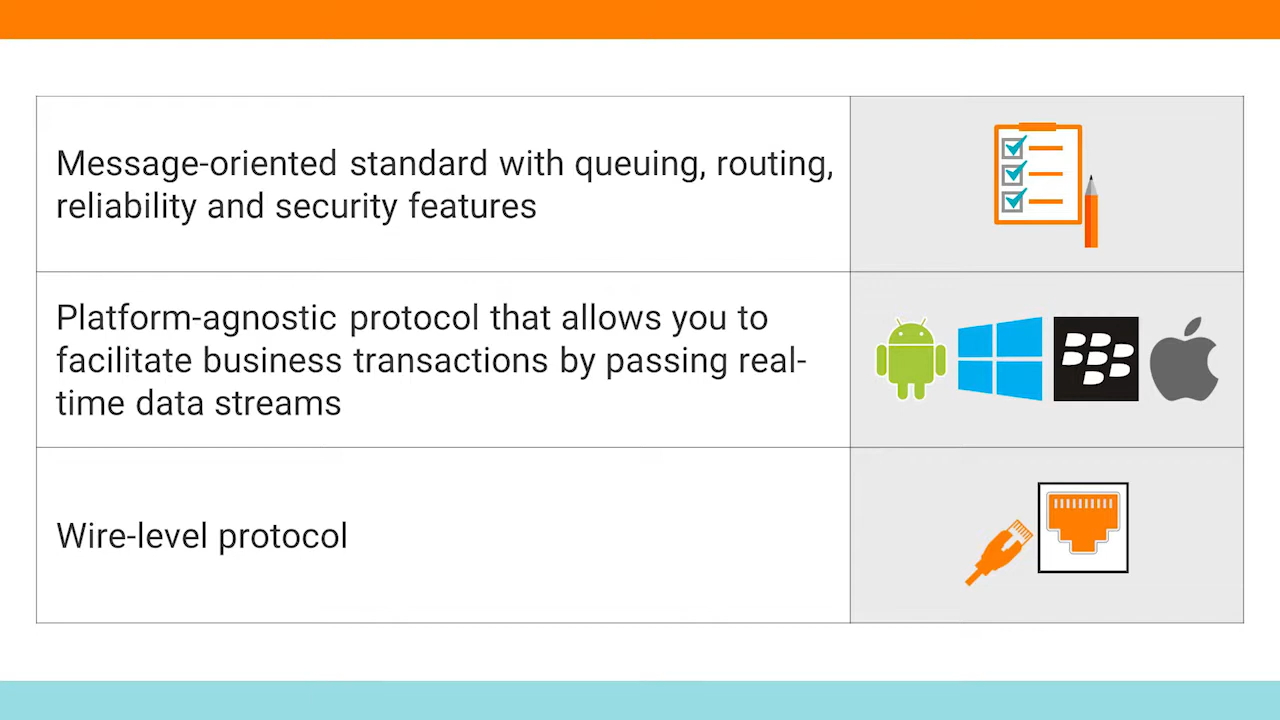 Message-oriented standard with queuing, routing,
reliability and security features
Platform-agnostic protocol that allows you to
facilitate business transactions by passing real-
time data streams
Wire-level protocol